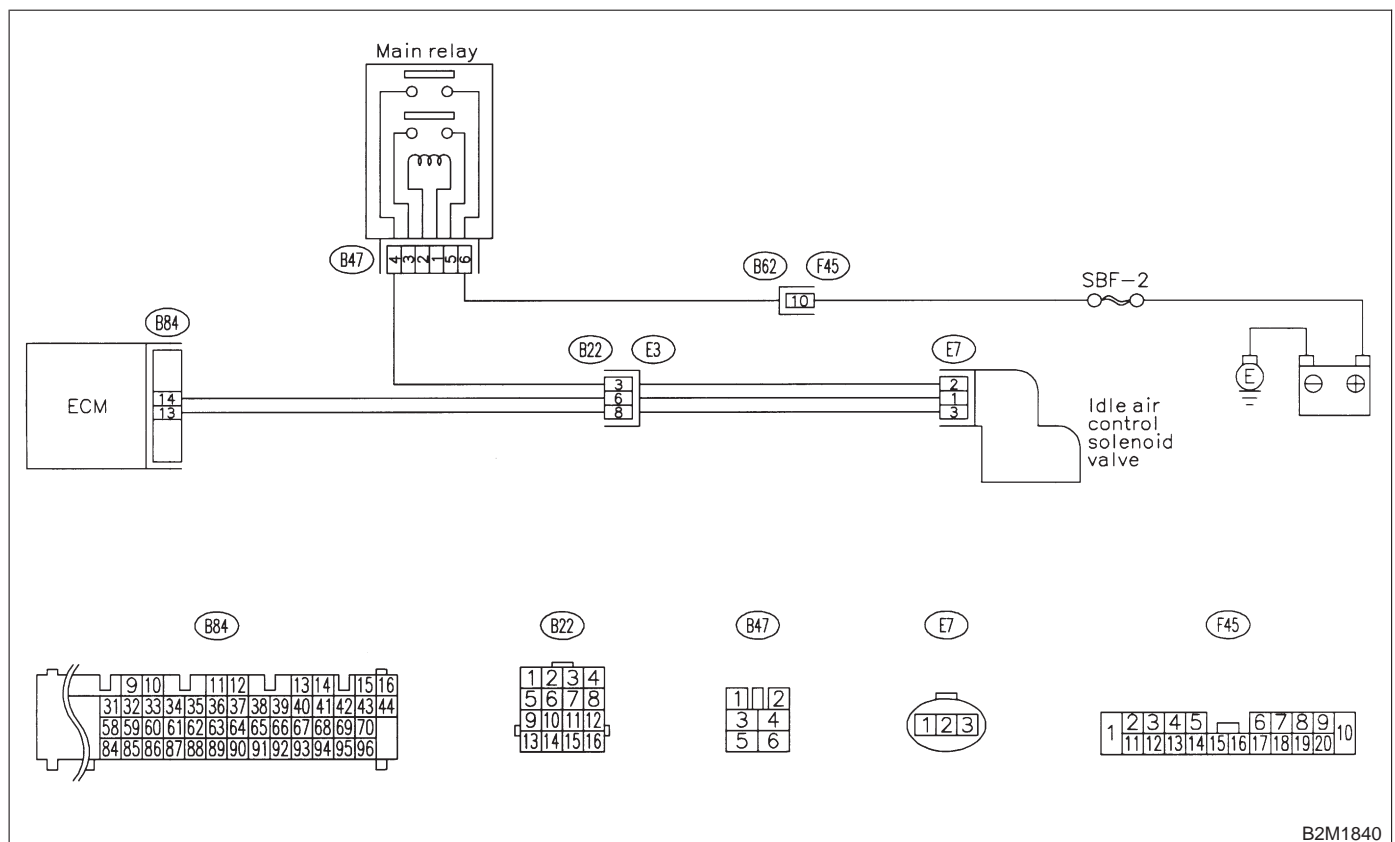 Main relay
B47
4 3 2 1 5 6
B62 F45
10
SBF-2
B84
B22 E3
E7
E
ECM
14
13
3
6
8
2
1
3
Idle air
control
solenoid
valve
B84
B22
B47
E7
F45
9 10 11 12 13 14 15 16
31 32 33 34 35 36 37 38 39 40 41 42 43 44
58 59 60 61 62 63 64 65 66 67 68 69 70
84 85 86 87 88 89 90 91 92 93 94 95 96
1 2 3 4
5 6 7 8
9 10 11 12
13 14 15 16
1 2
3 4
5 6
1 2 3
1 2 3 4 5 6 7 8 9 10
11 12 13 14 15 16 17 18 19 20
B2M1840